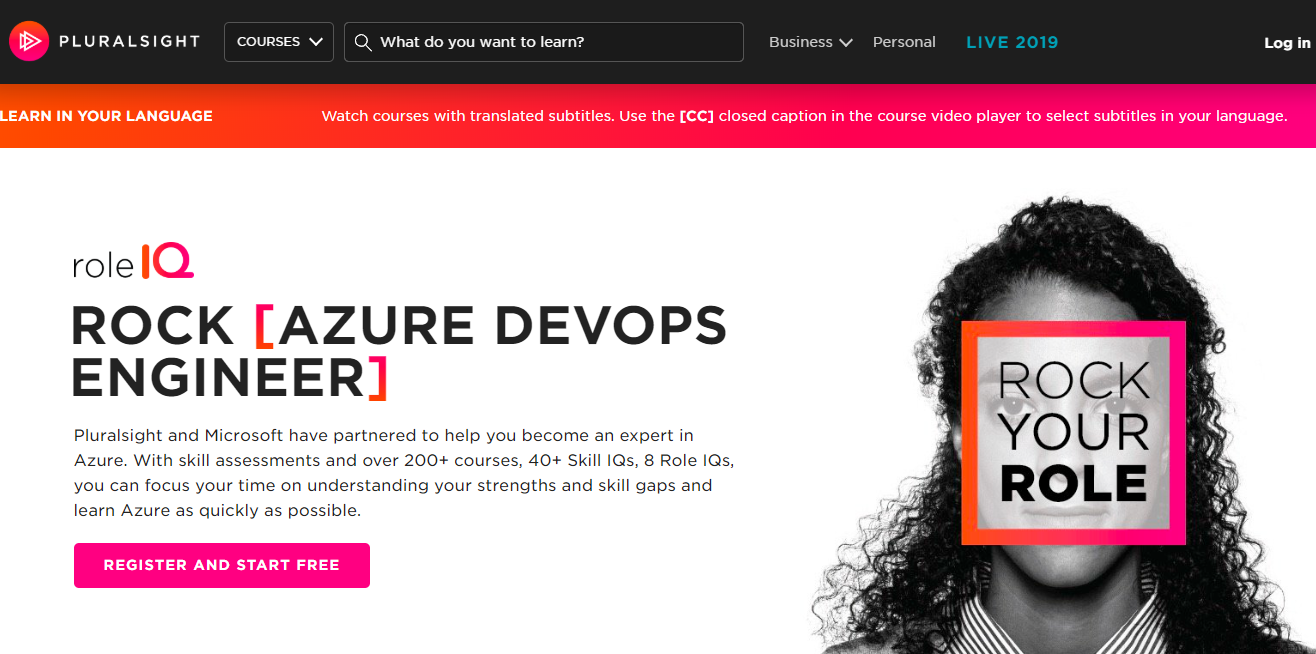 PLURALSIGHT
COURSES
What do you want to learn?
Business
Personal
LIVE 2019
Log in
LEARN IN YOUR LANGUAGE
Watch courses with translated subtitles. Use the [CC] closed caption in the course video player to select subtitles in your language.
role IQ
ROCK [AZURE DEVOPS
ENGINEER]
Pluralsight and Microsoft have partnered to help you become an expert in
Azure. With skill assessments and over 200+ courses, 40+ Skill IQs, 8 Role IQs,
you can focus your time on understanding your strengths and skill gaps and
learn Azure as quickly as possible.
REGISTER AND START FREE
ROCK
YOUR
ROLE